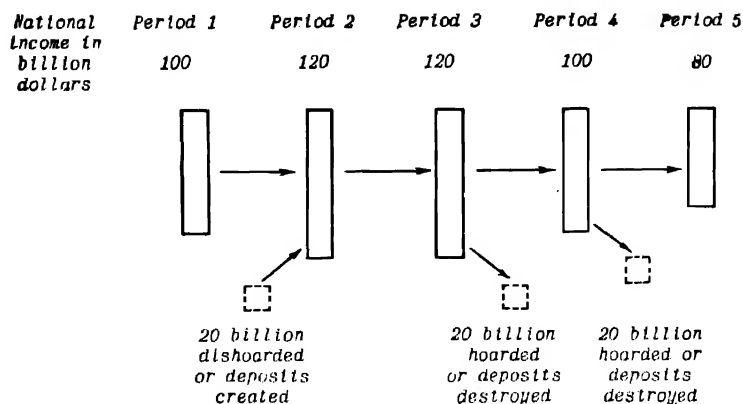 National Period 1 Period 2 Period 3 Period 4 Period 5
income in
billion 100 120 120 100 80
dollars
20 billion
dishoarded
or deposits
created
20 billion
hoarded
or deposits
destroyed
20 billion
hoarded or
deposits
destroyed